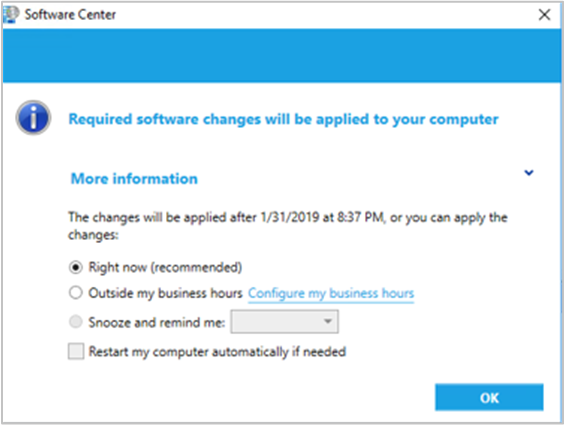 Software Center
Required software changes will be applied to your computer
More information
The changes will be applied after 1/31/2019 at 8:37 PM, or you can apply the
changes:
Right now (recommended)
Outside my business hours Configure my business hours
Snooze and remind me:
Restart my computer automatically if needed
OK